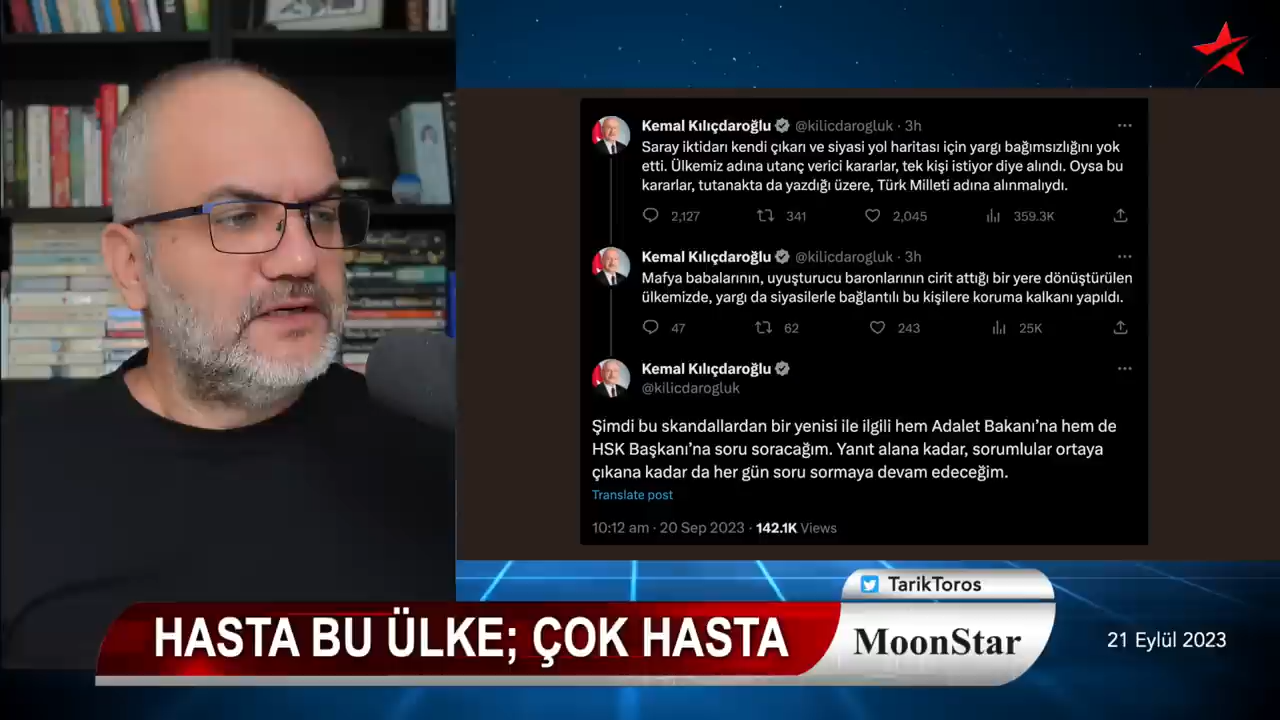 Kemal Kılıçdaroğlu @kilicdarogluk · 3h
Saray iktidarı kendi çıkarı ve siyasi yol haritası için yargı bağımsızlığını yok
etti. Ülkemiz adına utanç verici kararlar, tek kişi istiyor diye alındı. Oysa bu
kararlar, tutanakta da yazdığı üzere, Türk Milleti adına alınmalıydı.
2,127 341 2,045 359.3K
Kemal Kılıçdaroğlu @kilicdarogluk · 3h
Mafya babalarının, uyuşturucu baronlarının cirit attığı bir yere dönüştürülen
ülkemizde, yargı da siyasilerle bağlantılı bu kişilere koruma kalkanı yapıldı.
47 62 243 25K
Kemal Kılıçdaroğlu
@kilicdarogluk
Şimdi bu skandallardan bir yenisi ile ilgili hem Adalet Bakanı’na hem de
HSK Başkanı’na soru soracağım. Yanıt alana kadar, sorumlular ortaya
çıkana kadar da her gün soru sormaya devam edeceğim.
Translate post
10:12 am · 20 Sep 2023 · 142.1K Views
TarikToros
HASTA BU ÜLKE; ÇOK HASTA
MoonStar
21 Eylül 2023